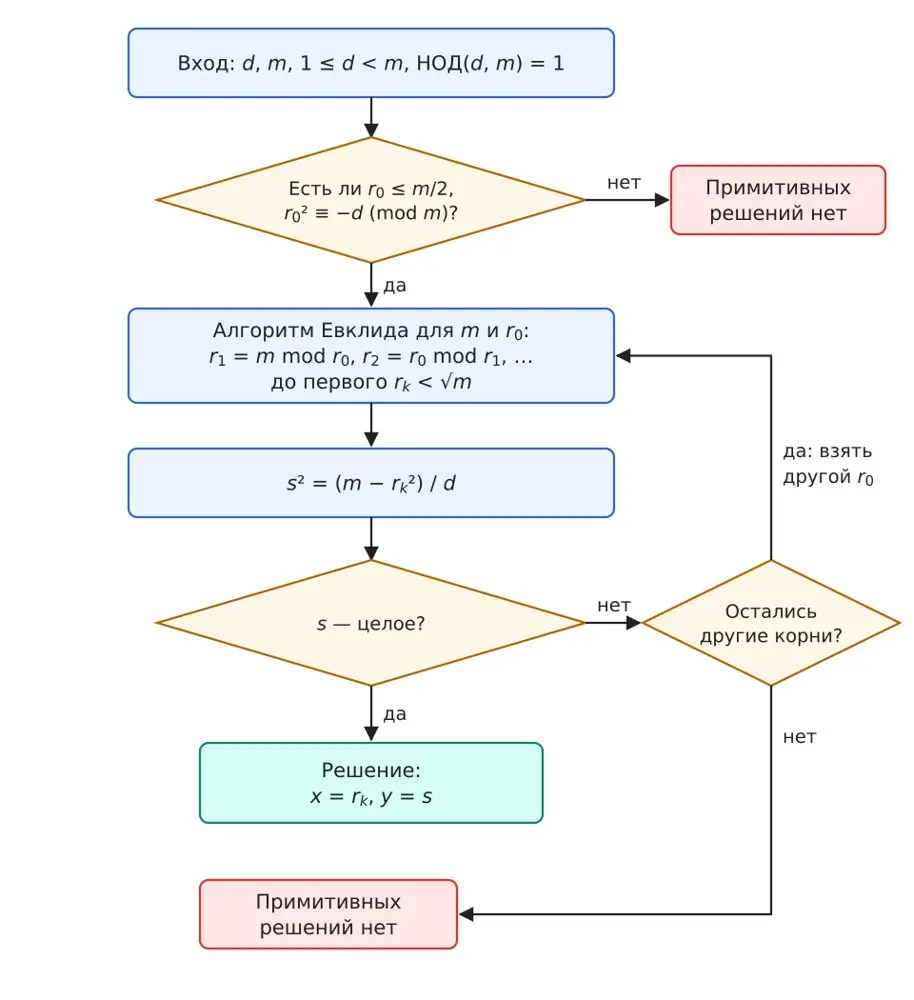 Вход: d, m, 1 ≤ d < m, НОД(d, m) = 1
Есть ли r₀ ≤ m/2,
r₀² ≡ −d (mod m)?
нет
Примитивных
решений нет
да
Алгоритм Евклида для m и r₀:
r₁ = m mod r₀, r₂ = r₀ mod r₁, …
до первого rₖ < √m
s² = (m − rₖ²) / d
да: взять
другой r₀
s — целое?
нет
Остались
другие корни?
да
нет
Решение:
x = rₖ, y = s
Примитивных
решений нет